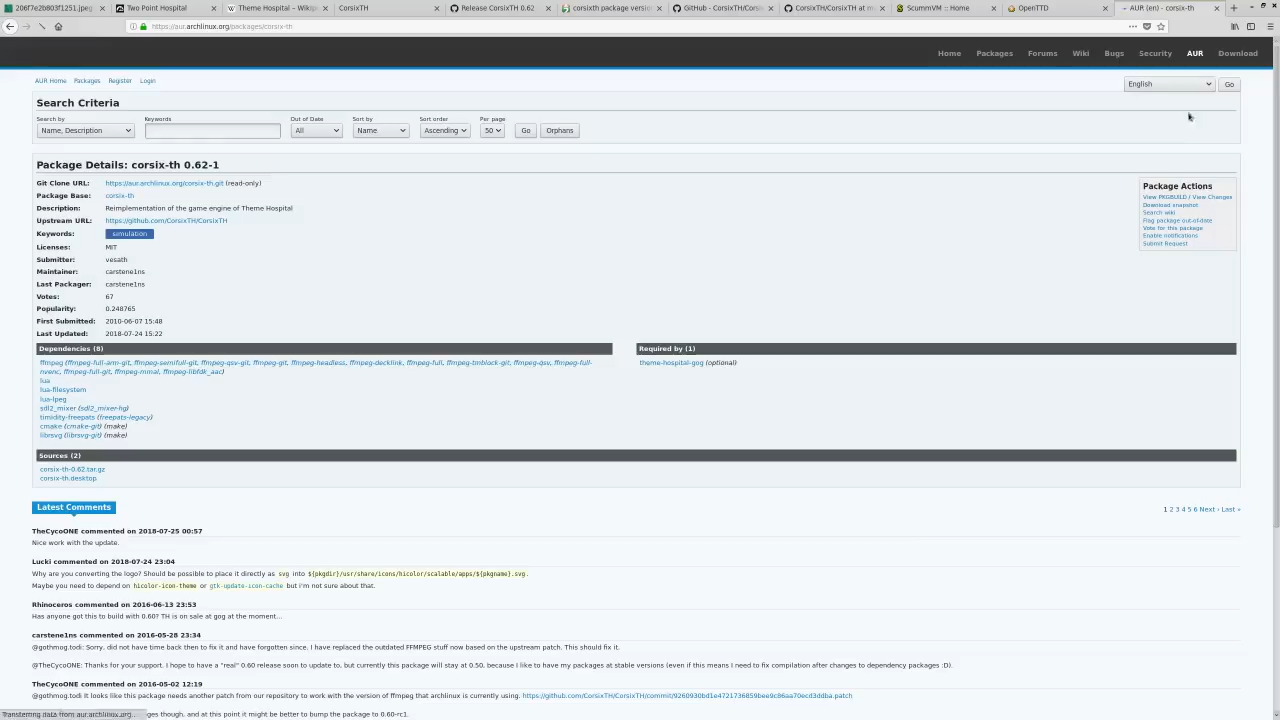 206f7e2b803f1251.jpeg
Two Point Hospital
Theme Hospital – Wikip
CorsixTH
Release CorsixTH 0.62
corsixth package version
GitHub - CorsixTH/Corsi
CorsixTH/CorsixTH at m
ScummVM :: Home
OpenTTD
AUR (en) - corsix-th
https://aur.archlinux.org/packages/corsix-th
Home Packages Forums Wiki Bugs Security AUR Download
AUR Home Packages Register Login
English Go
Search Criteria
Search by Keywords Out of Date Sort by Sort order Per page
Name, Description All Name Ascending 50 Go Orphans
Package Details: corsix-th 0.62-1
Git Clone URL: https://aur.archlinux.org/corsix-th.git (read-only)
Package Base: corsix-th
Description: Reimplementation of the game engine of Theme Hospital
Upstream URL: https://github.com/CorsixTH/CorsixTH
Keywords: simulation
Licenses: MIT
Submitter: vesath
Maintainer: carstene1ns
Last Packager: carstene1ns
Votes: 67
Popularity: 0.248765
First Submitted: 2010-06-07 15:48
Last Updated: 2018-07-24 15:22
Package Actions
View PKGBUILD / View Changes
Download snapshot
Search wiki
Flag package out-of-date
Vote for this package
Enable notifications
Submit Request
Dependencies (8)
ffmpeg (ffmpeg-full-arm-git, ffmpeg-semifull-git, ffmpeg-qsv-git, ffmpeg-git, ffmpeg-headless, ffmpeg-decklink, ffmpeg-full, ffmpeg-tmblock-git, ffmpeg-qsv, ffmpeg-full-
nvenc, ffmpeg-full-git, ffmpeg-mmal, ffmpeg-libfdk_aac)
lua
lua-filesystem
lua-lpeg
sdl2_mixer (sdl2_mixer-hg)
timidity-freepats (freepats-legacy)
cmake (cmake-git) (make)
librsvg (librsvg-git) (make)
Required by (1)
theme-hospital-gog (optional)
Sources (2)
corsix-th-0.62.tar.gz
corsix-th.desktop
Latest Comments
1 2 3 4 5 6 Next › Last »
TheCycoONE commented on 2018-07-25 00:57
Nice work with the update.
Lucki commented on 2018-07-24 23:04
Why are you converting the logo? Should be possible to place it directly as svg into ${pkgdir}/usr/share/icons/hicolor/scalable/apps/${pkgname}.svg.
Maybe you need to depend on hicolor-icon-theme or gtk-update-icon-cache but i'm not sure about that.
Rhinoceros commented on 2016-06-13 23:53
Has anyone got this to build with 0.60? TH is on sale at gog at the moment...
carstene1ns commented on 2016-05-28 23:34
@gothmog.todi: Sorry, did not have time back then to fix it and have forgotten since. I have replaced the outdated FFMPEG stuff now based on the upstream patch. This should fix it.
@TheCycoONE: Thanks for your support. I hope to have a "real" 0.60 release soon to update to, but currently this package will stay at 0.50, because I like to have my packages at stable versions (even if this means I need to fix compilation after changes to dependency packages :D).
TheCycoONE commented on 2016-05-02 12:19
@gothmog.todi It looks like this package needs another patch from our repository to work with the version of ffmpeg that archlinux is currently using. https://github.com/CorsixTH/CorsixTH/commit/9260930bd1e4721736859bee9c86aa70ecd3ddba.patch
Transferring data from aur.archlinux.org... ges though, and at this point it might be better to bump the package to 0.60-rc1.